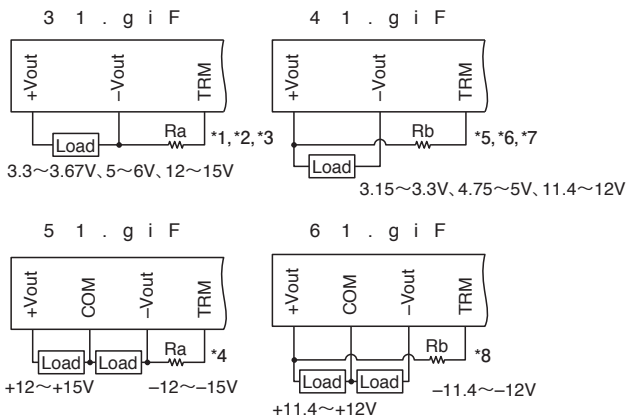 3 1 . g i F
+Vout
−Vout
TRM
Load
Ra
*1, *2, *3
3.3～3.67V、5～6V、12～15V
4 1 . g i F
+Vout
−Vout
TRM
Rb
*5, *6, *7
Load
3.15～3.3V、4.75～5V、11.4～12V
5 1 . g i F
+Vout
COM
−Vout
TRM
Load
Load
Ra
*4
+12～+15V
−12～−15V
6 1 . g i F
+Vout
COM
−Vout
TRM
Rb
*8
Load
Load
−11.4～−12V
+11.4～+12V